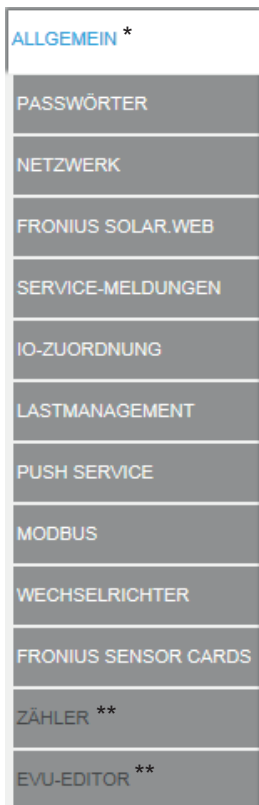 ALLGEMEIN *
PASSWÖRTER
NETZWERK
FRONIUS SOLAR.WEB
SERVICE-MELDUNGEN
IO-ZUORDNUNG
LASTMANAGEMENT
PUSH SERVICE
MODBUS
WECHSELRICHTER
FRONIUS SENSOR CARDS
ZÄHLER **
EVU-EDITOR **